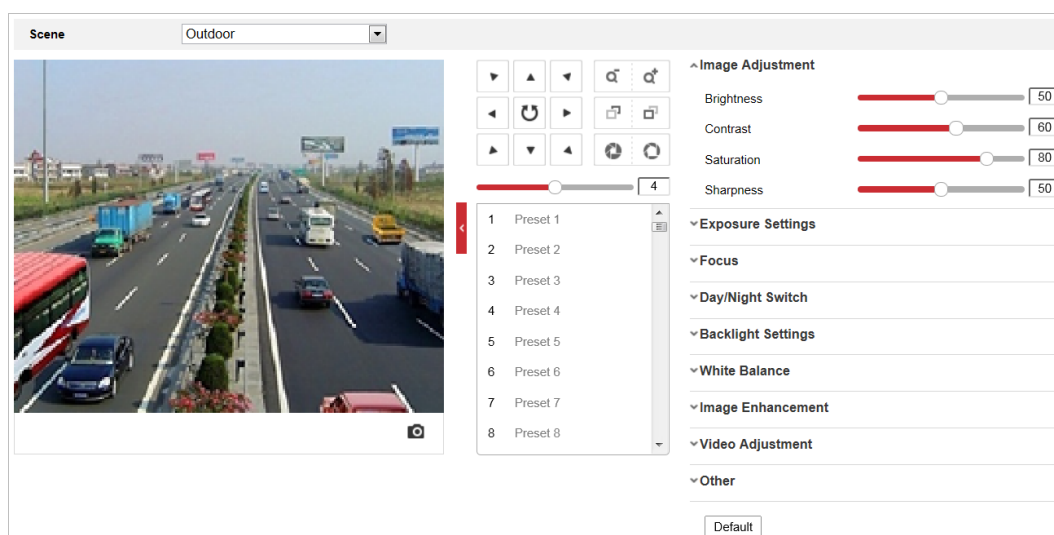 Scene Outdoor
Image Adjustment
Brightness 50
Contrast 60
Saturation 80
Sharpness 50
4
1 Preset 1
2 Preset 2
3 Preset 3
4 Preset 4
5 Preset 5
6 Preset 6
7 Preset 7
8 Preset 8
Exposure Settings
Focus
Day/Night Switch
Backlight Settings
White Balance
Image Enhancement
Video Adjustment
Other
Default